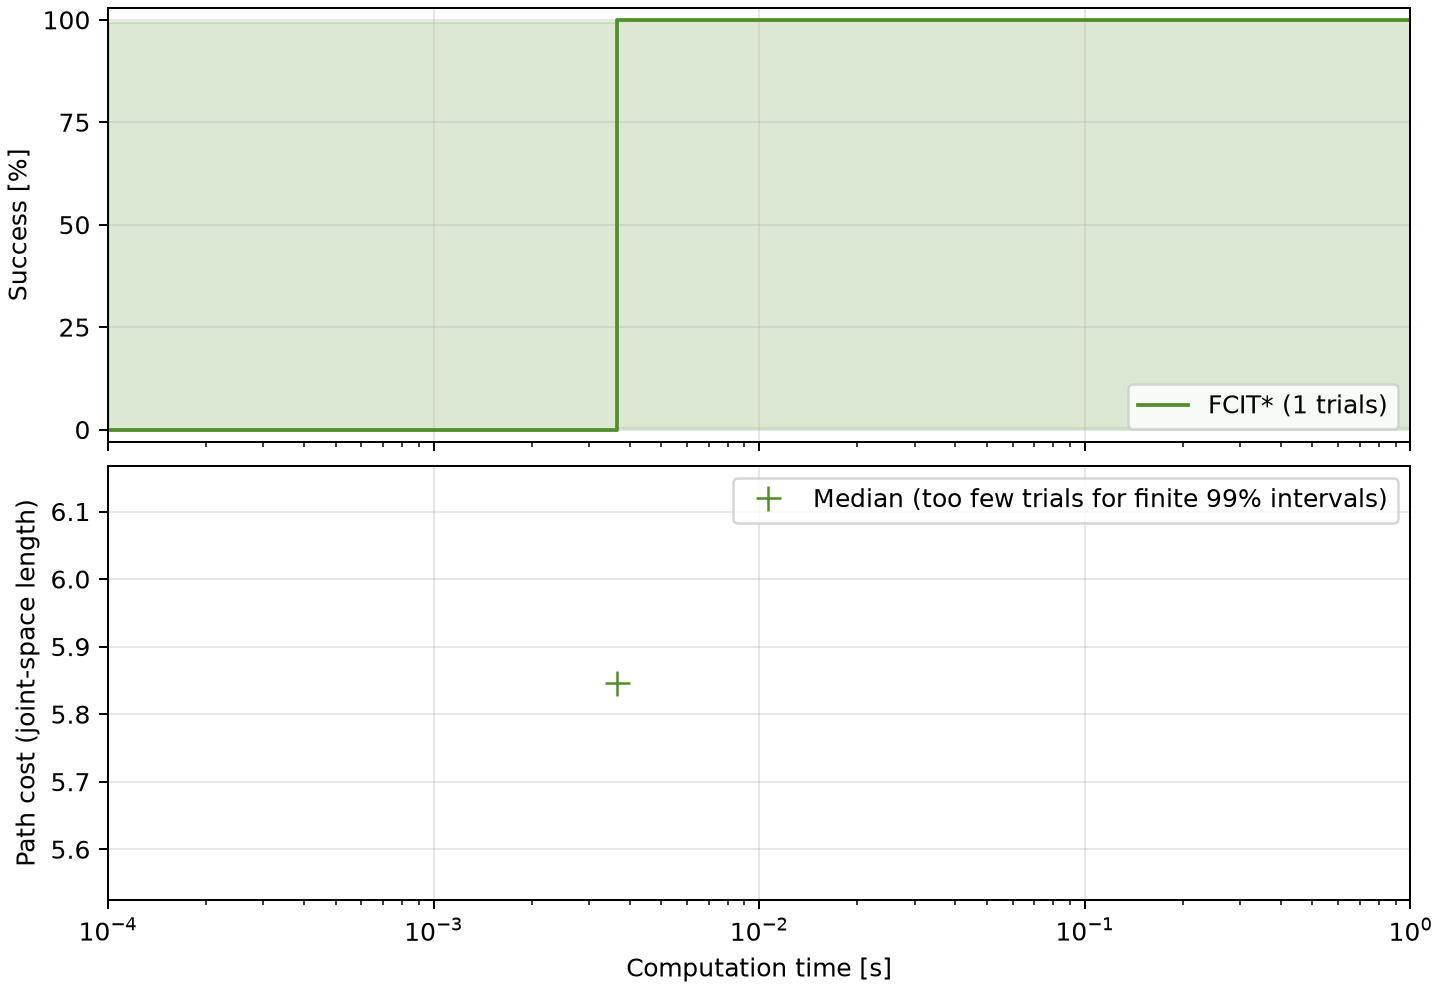 100
75
50
25
0
Success [%]
FCIT* (1 trials)
Median (too few trials for finite 99% intervals)
6.1
6.0
5.9
5.8
5.7
5.6
Path cost (joint-space length)
10⁻⁴ 10⁻³ 10⁻² 10⁻¹ 10⁰
Computation time [s]